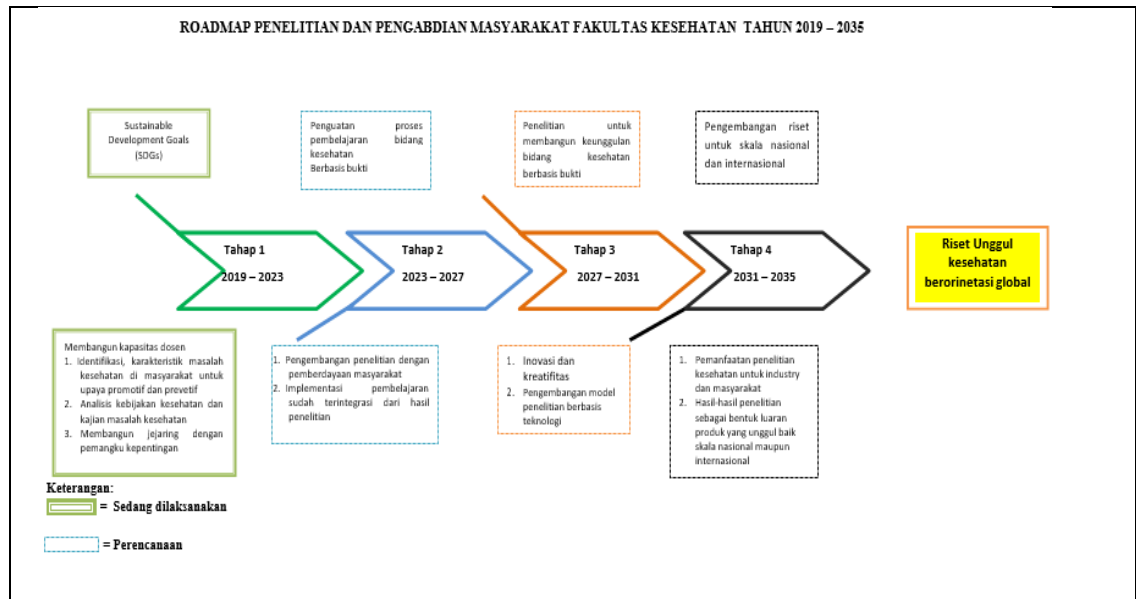 ROADMAP PENELITIAN DAN PENGABDIAN MASYARAKAT FAKULTAS KESEHATAN TAHUN 2019 – 2035
Sustainable
Development Goals
(SDGs)
Penguatan proses
pembelajaran bidang
kesehatan
Berbasis bukti
Penelitian untuk
membangun keunggulan
bidang kesehatan
berbasis bukti
Pengembangan riset
untuk skala nasional
dan internasional
Tahap 1
2019 – 2023
Tahap 2
2023 – 2027
Tahap 3
2027 – 2031
Tahap 4
2031 – 2035
Riset Unggul
kesehatan
berorinetasi global
Membangun kapasitas dosen
1. Identifikasi, karakteristik masalah
kesehatan di masyarakat untuk
upaya promotif dan prevetif
2. Analisis kebijakan kesehatan dan
kajian masalah kesehatan
3. Membangun jejaring dengan
pemangku kepentingan
1. Pengembangan penelitian dengan
pemberdayaan masyarakat
2. Implementasi pembelajaran
sudah terintegrasi dari hasil
penelitian
1. Inovasi dan
kreatifitas
2. Pengembangan model
penelitian berbasis
teknologi
1. Pemanfaatan penelitian
kesehatan untuk industry
dan masyarakat
2. Hasil-hasil penelitian
sebagai bentuk luaran
produk yang unggul baik
skala nasional maupun
internasional
Keterangan:
= Sedang dilaksanakan
= Perencanaan